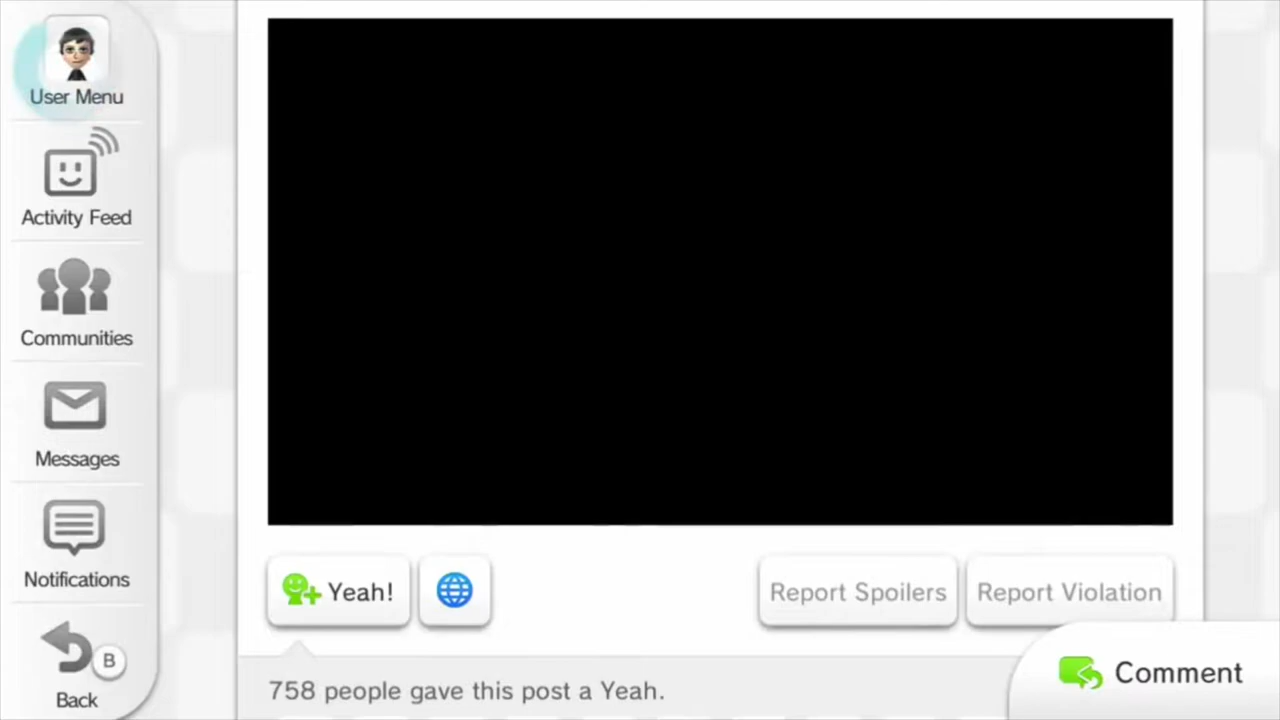 User Menu
Activity Feed
Communities
Messages
Notifications
B
Back
Yeah!
Report Spoilers
Report Violation
758 people gave this post a Yeah.
Comment